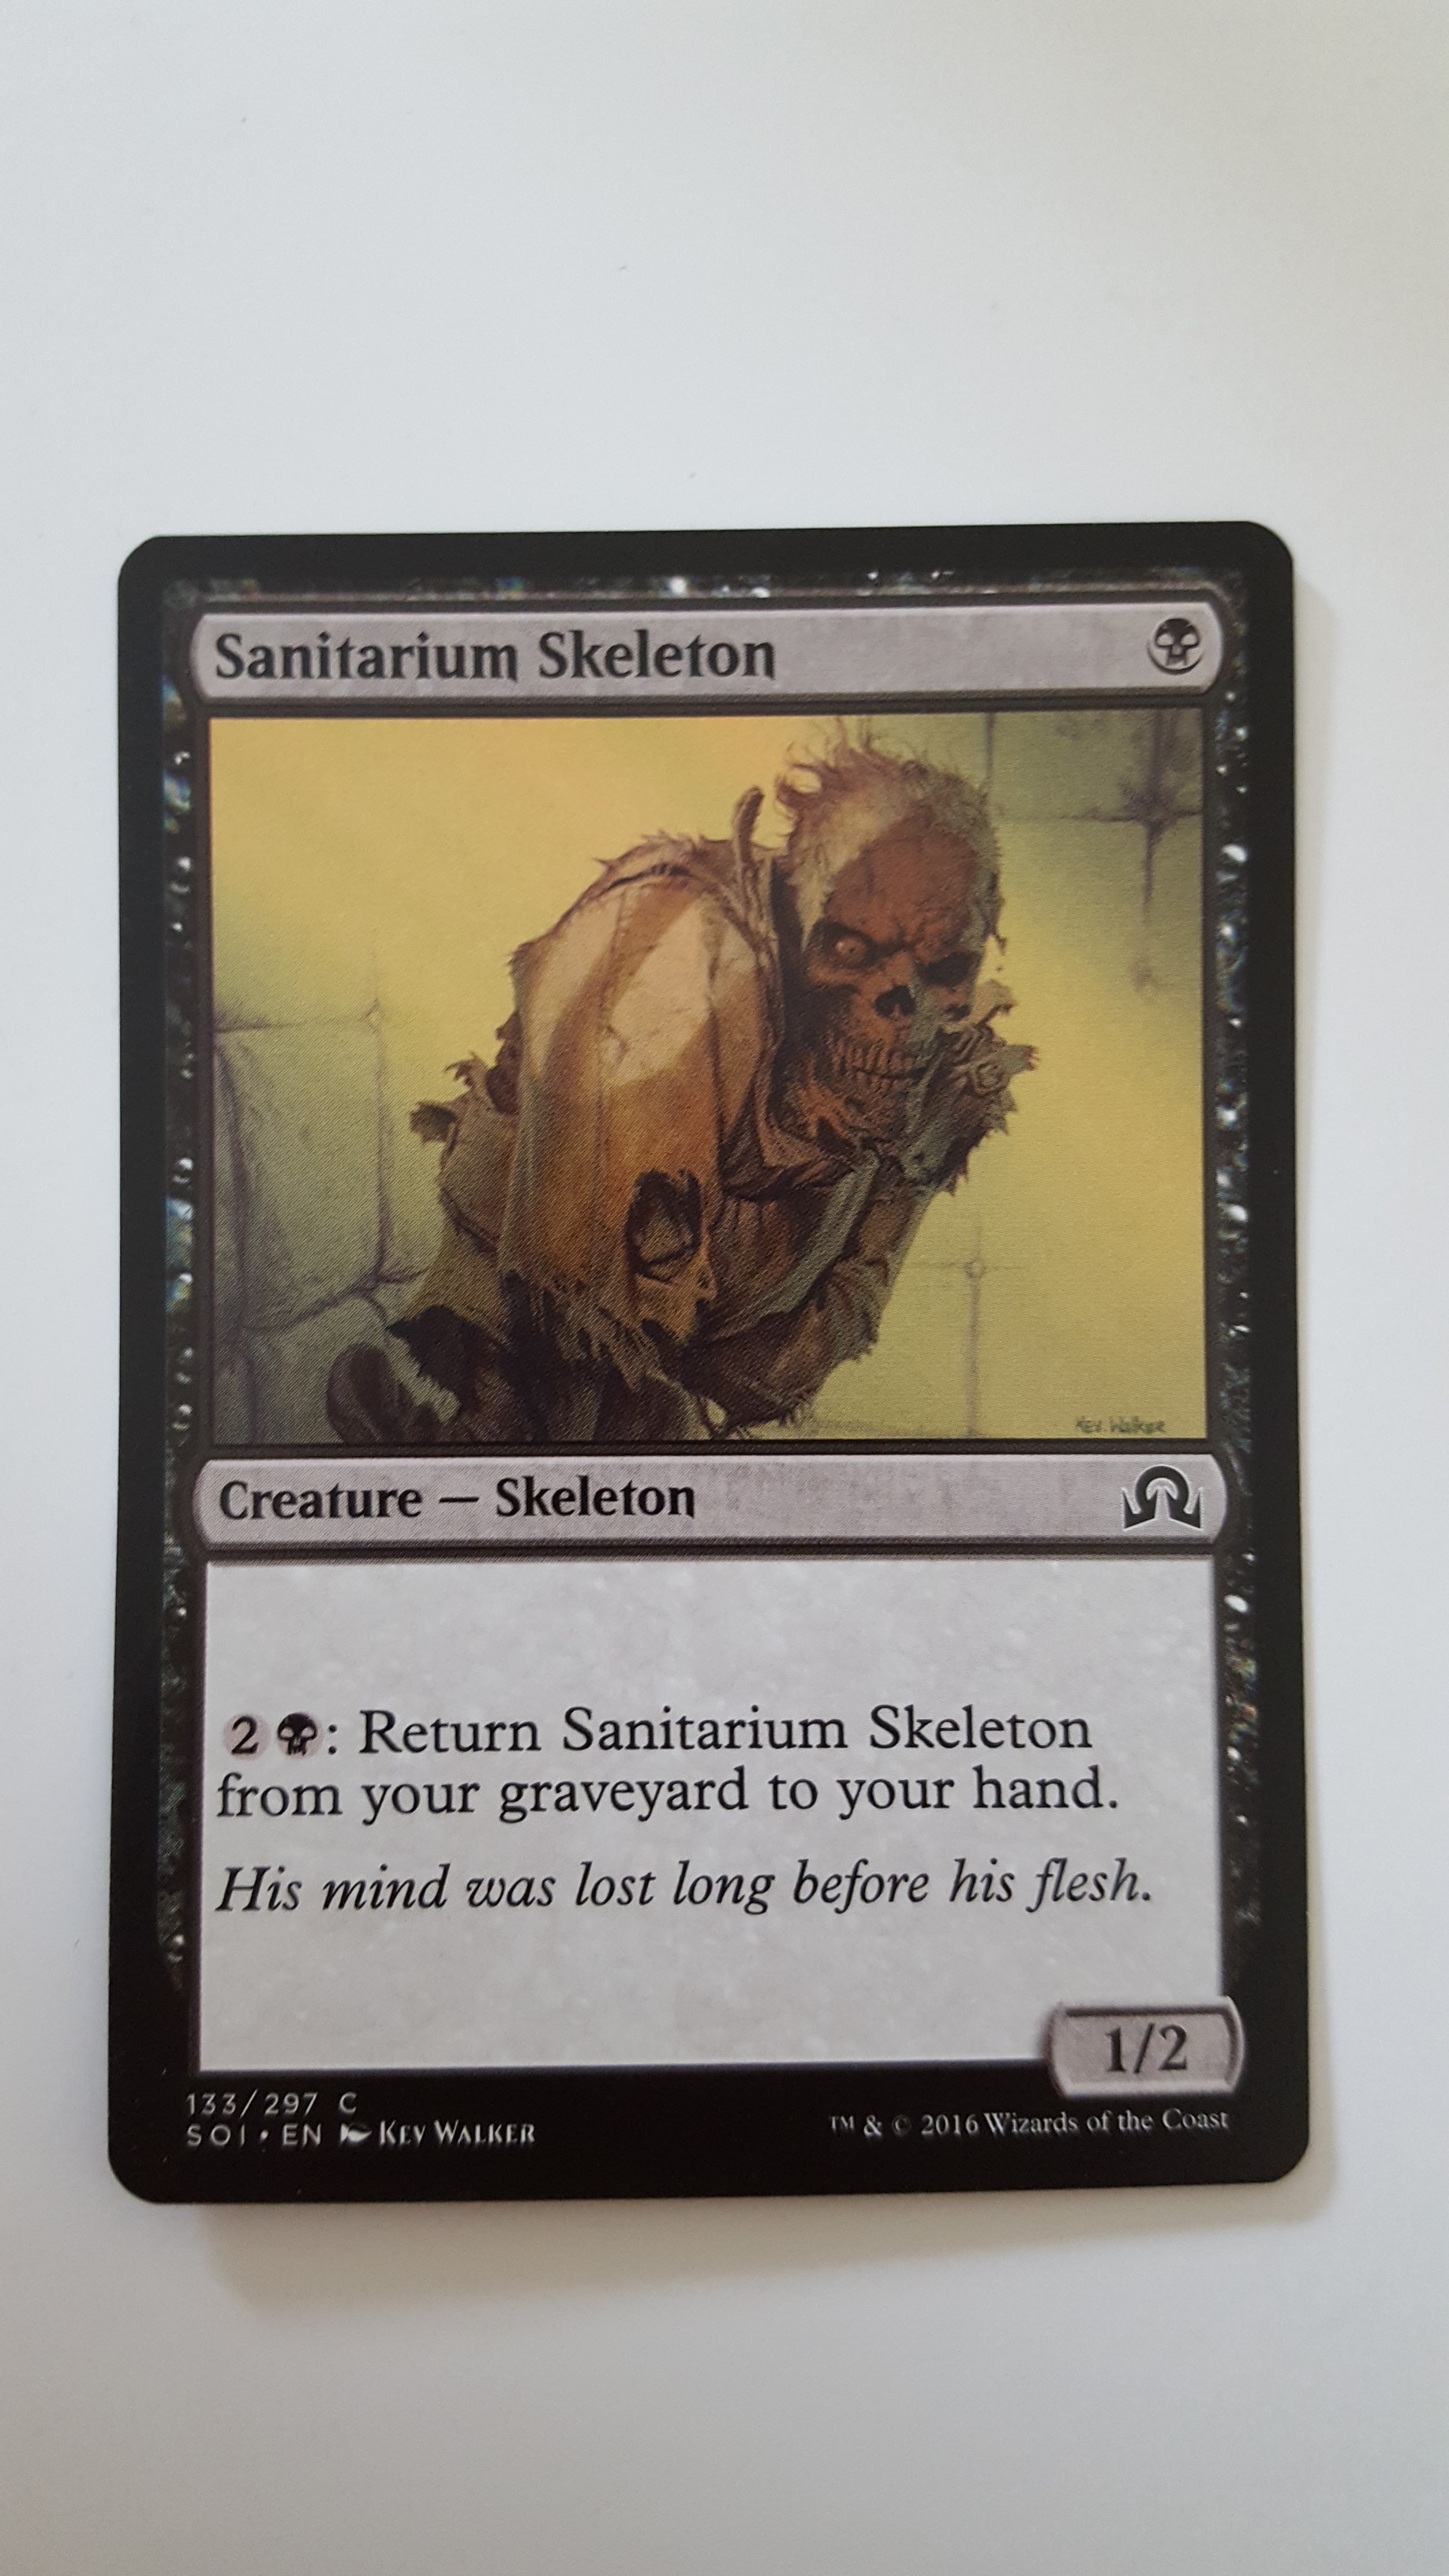 Sanitarium Skeleton
Kev. Walker
Creature — Skeleton
2 : Return Sanitarium Skeleton
from your graveyard to your hand.
His mind was lost long before his flesh.
1/2
133/297 C
SOI • EN KEV WALKER
™ & © 2016 Wizards of the Coast